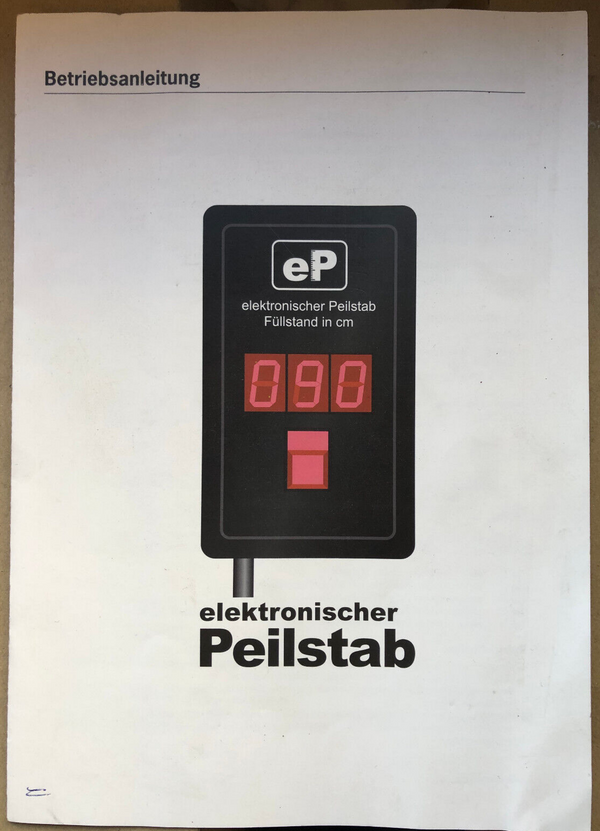 Betriebsanleitung
eP
elektronischer Peilstab
Füllstand in cm
090
elektronischer
Peilstab